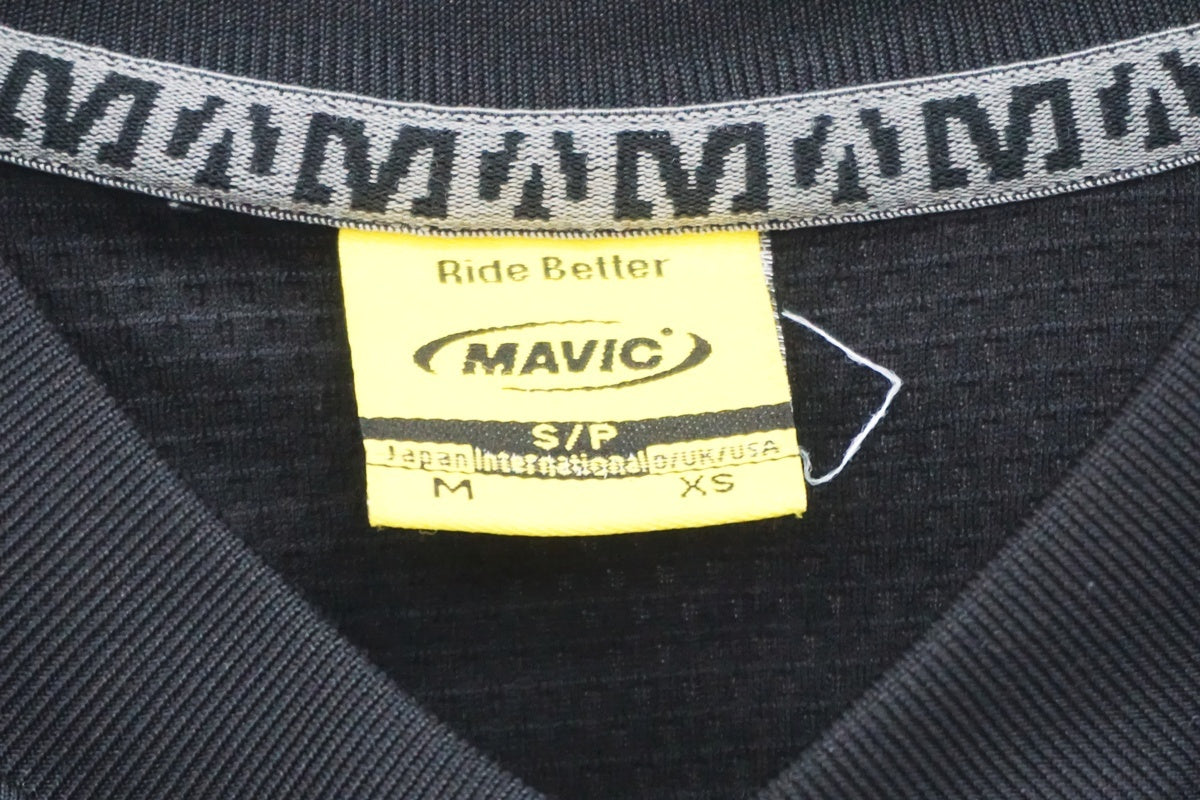 Ride Better
MAVIC
S/P
Japan International D/UK/USA
M XS